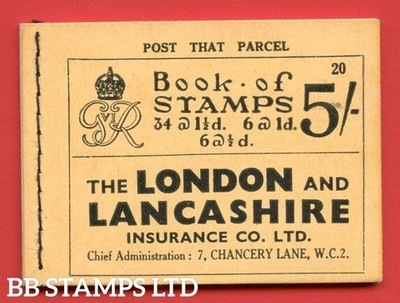 POST THAT PARCEL
20
GviR
Book·of
STAMPS 5/-
34@1½d. 6@1d.
6@½d.
THE LONDON AND
LANCASHIRE
INSURANCE CO. LTD.
Chief Administration : 7, CHANCERY LANE, W.C.2.
BB STAMPS LTD